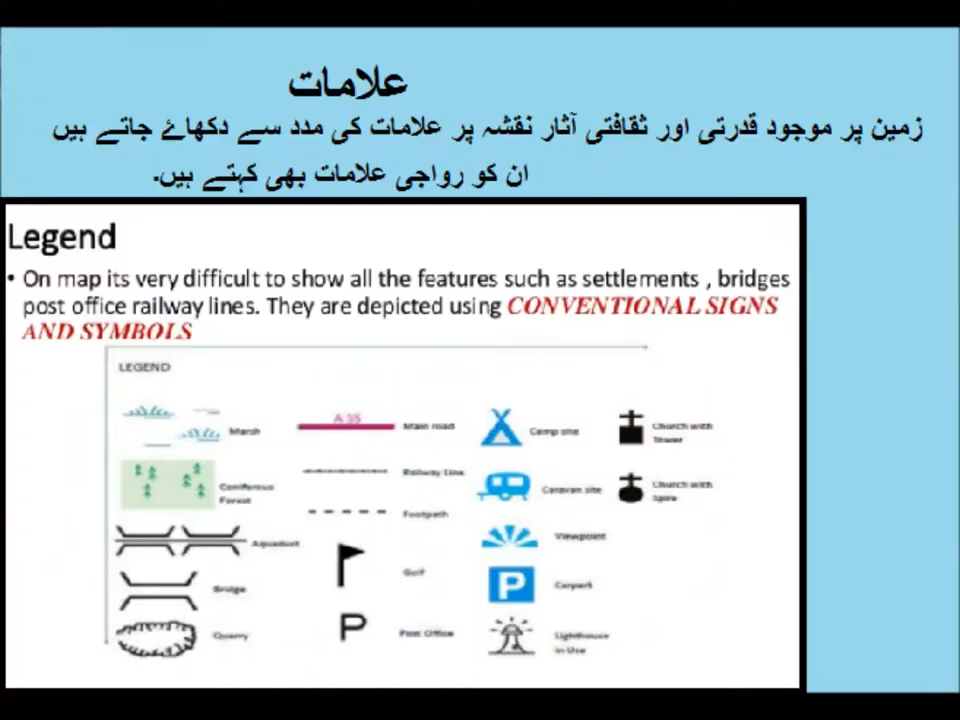 علامات
زمین پر موجود قدرتی اور ثقافتی آثار نقشہ پر علامات کی مدد سے دکھاۓ جاتے ہیں
ان کو رواجی علامات بھی کہتے ہیں.
Legend
• On map its very difficult to show all the features such as settlements , bridges
post office railway lines. They are depicted using CONVENTIONAL SIGNS
AND SYMBOLS
LEGEND
Marsh
Coniferous
Forest
Aquaduct
Bridge
Quarry
A 35
Main road
Railway Line
Footpath
Golf
P
Post Office
Camp site
Caravan site
Viewpoint
P
Carpark
Lighthouse
in Use
Church with
Tower
Church with
Spire